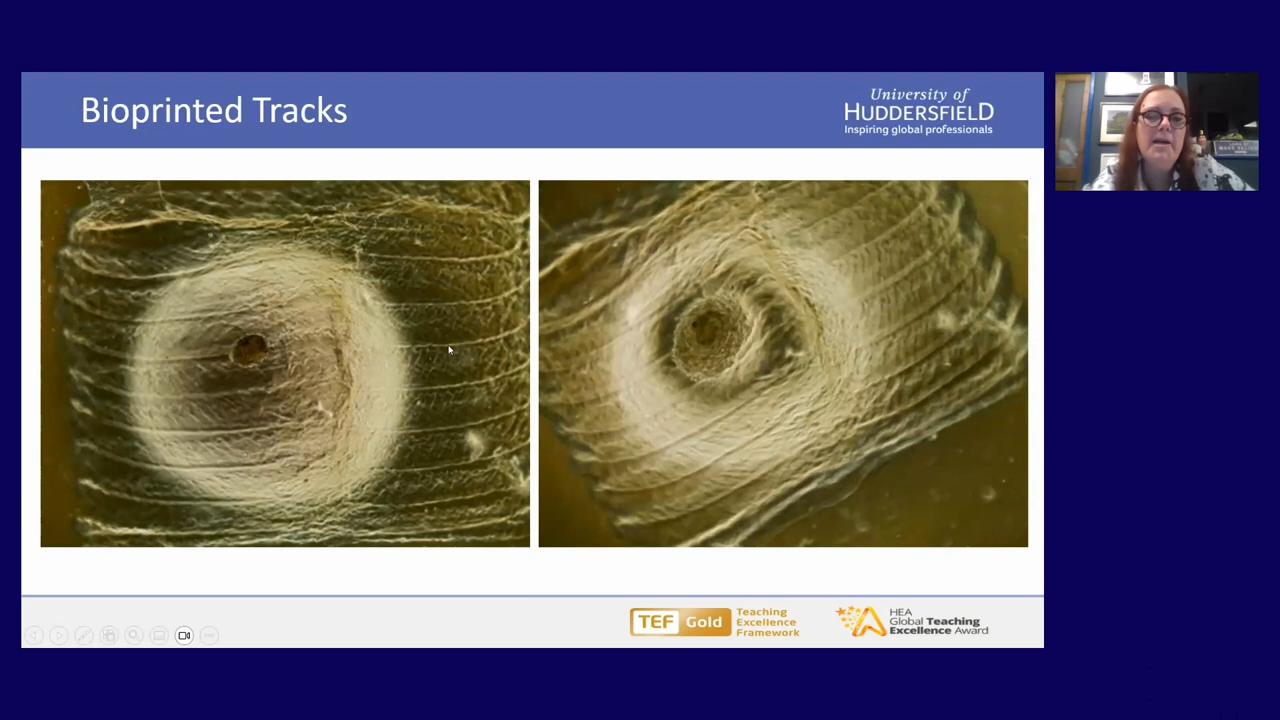 Bioprinted Tracks
University of
HUDDERSFIELD
Inspiring global professionals
TEF Gold
Teaching
Excellence
Framework
HEA
Global Teaching
Excellence Award